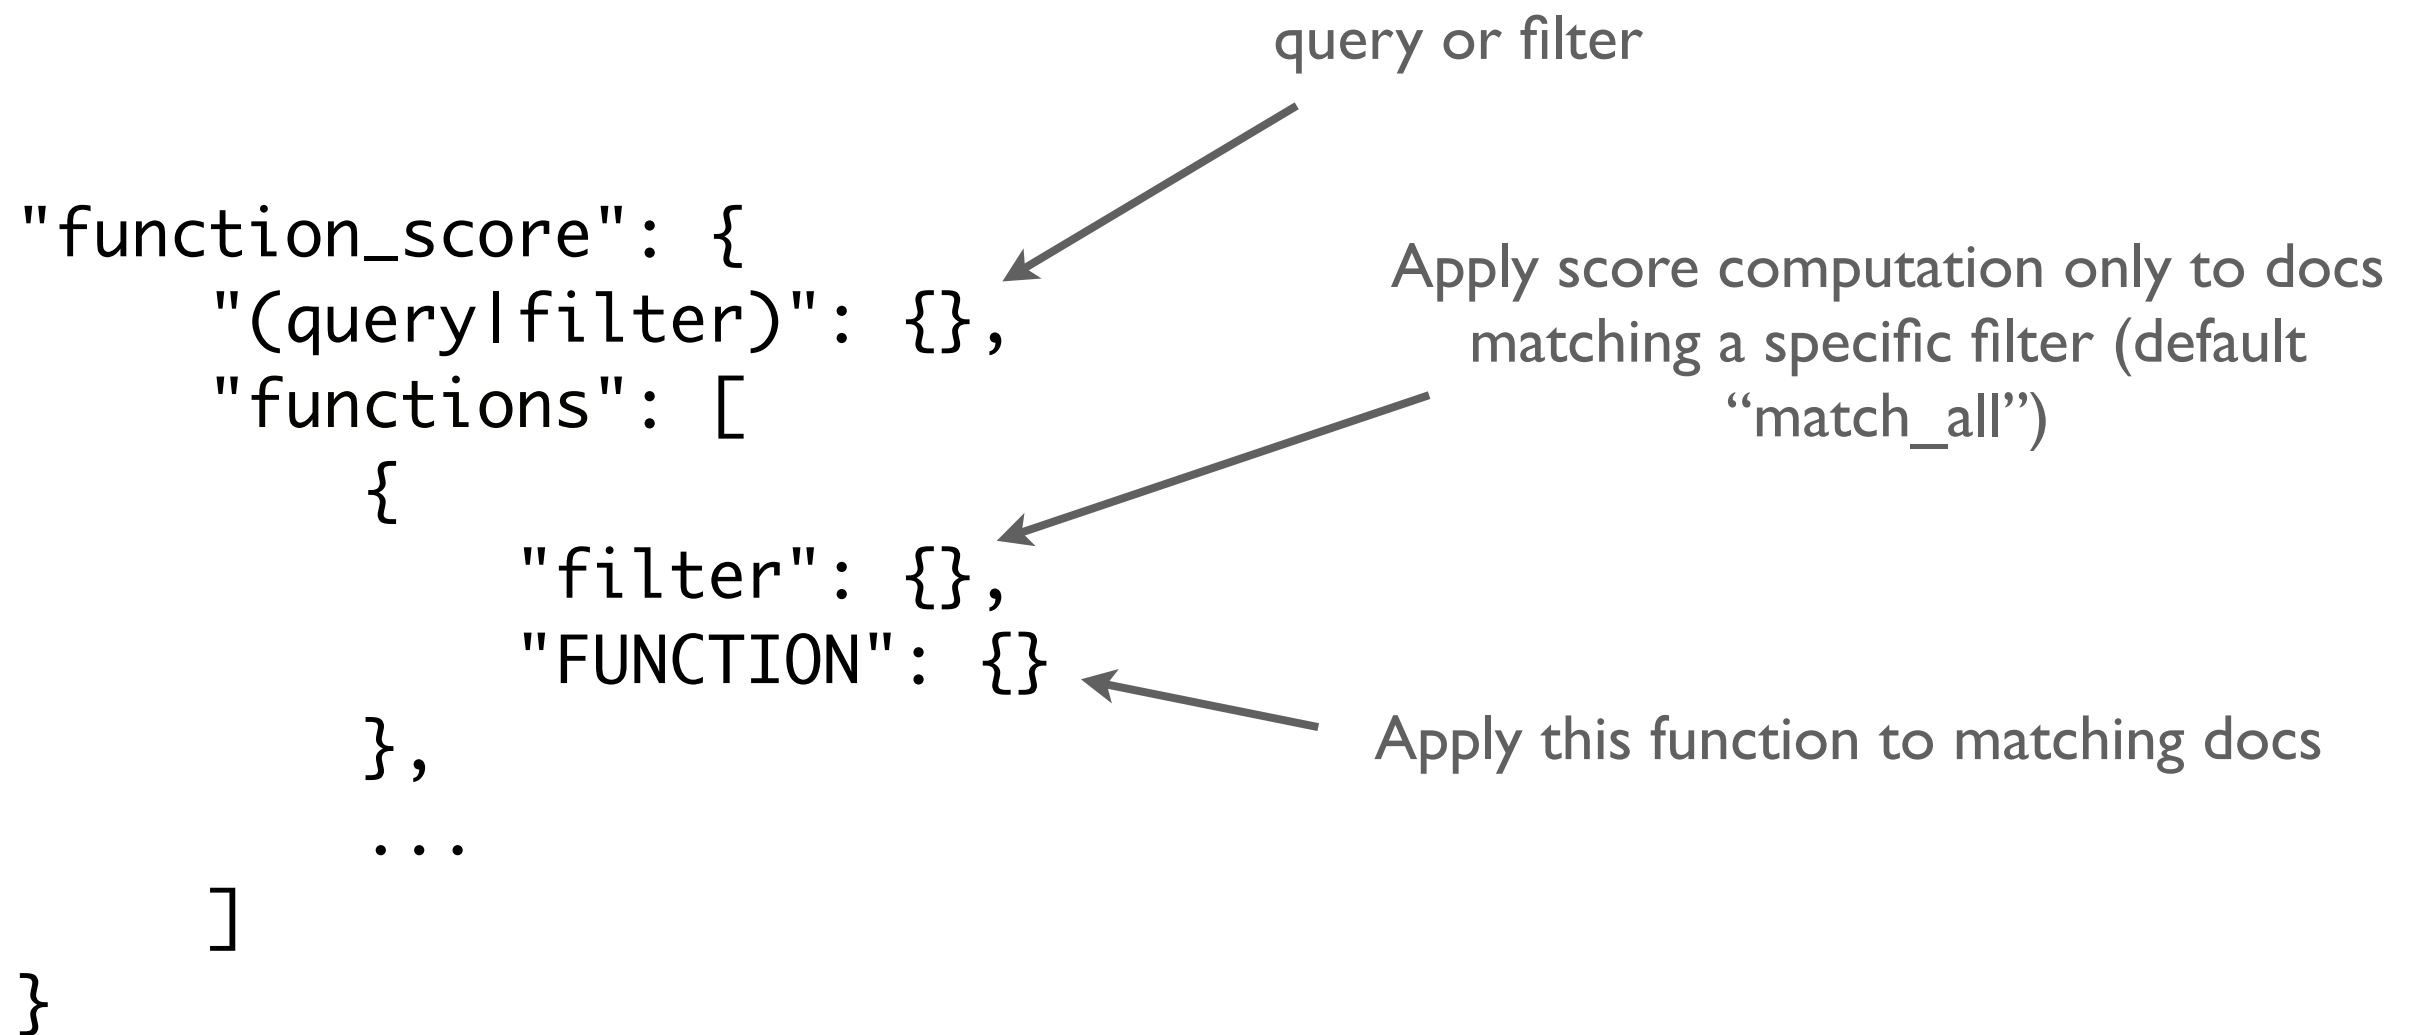 query or filter
"function_score": {
"(query|filter)": {},
"functions": [
{
"filter": {},
"FUNCTION": {}
},
...
]
}
Apply score computation only to docs
matching a specific filter (default
“match_all”)
Apply this function to matching docs